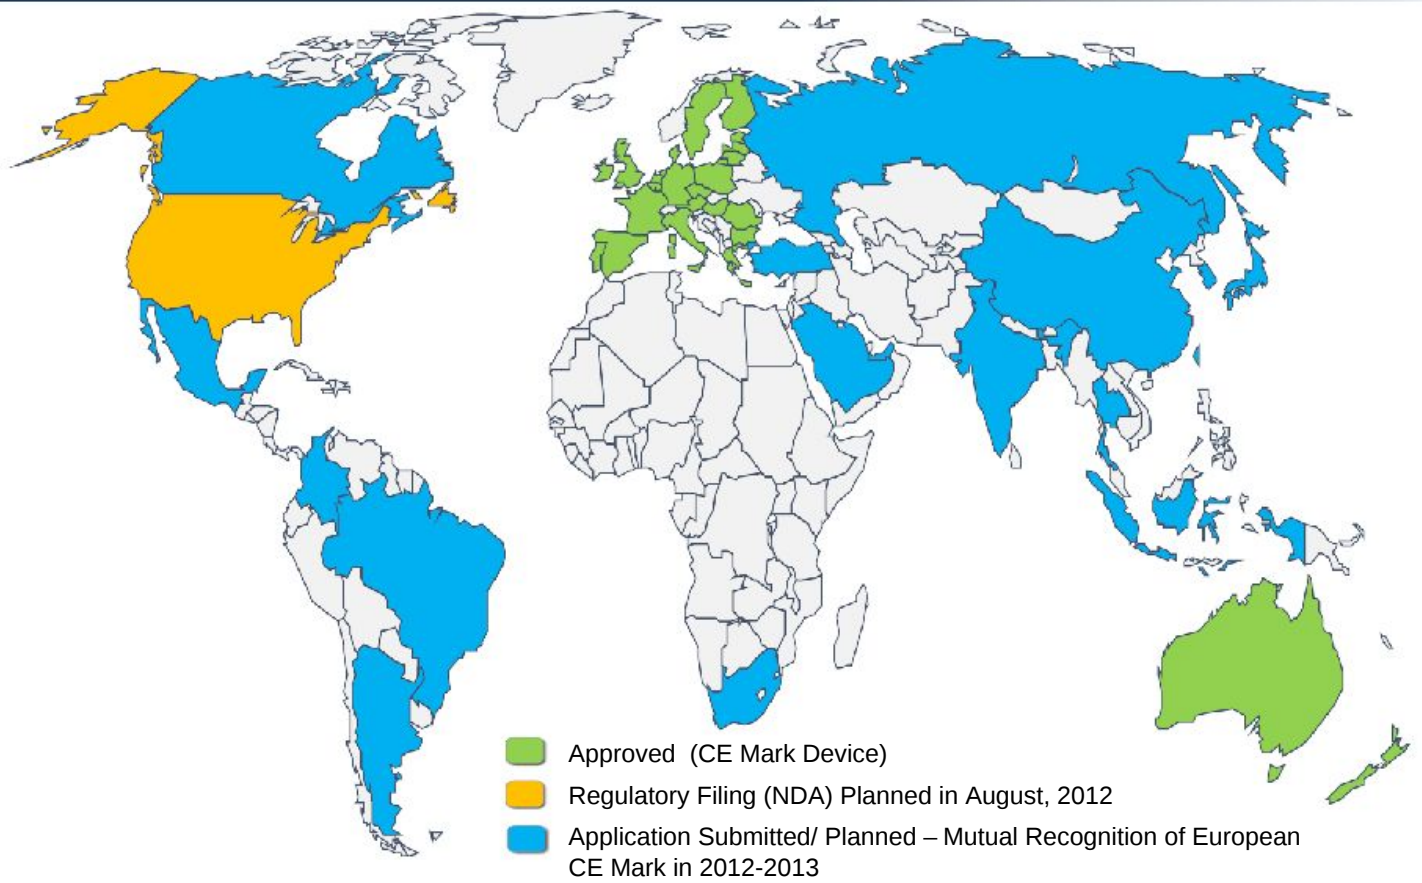 Approved  (CE Mark Device)
Regulatory Filing (NDA) Planned in August, 2012
Application Submitted/ Planned – Mutual Recognition of European
CE Mark in 2012-2013